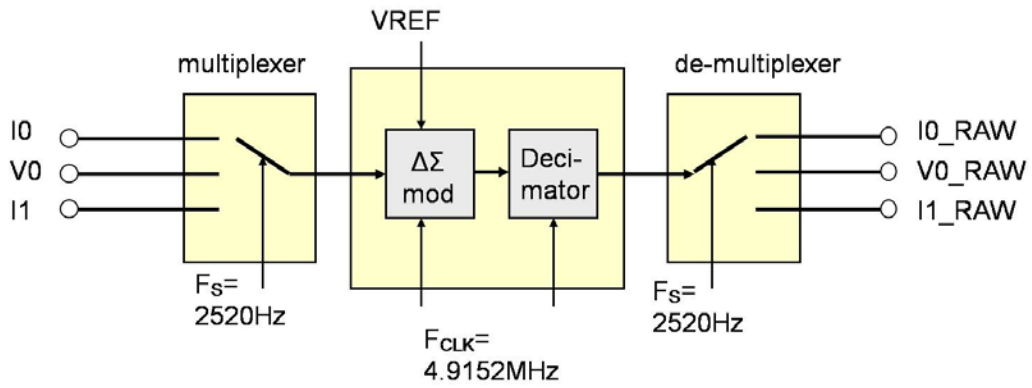 VREF
multiplexer
de-multiplexer
I0
V0
I1
ΔΣ
mod
Deci-
mator
I0_RAW
V0_RAW
I1_RAW
FS=
2520Hz
FCLK=
4.9152MHz
FS=
2520Hz